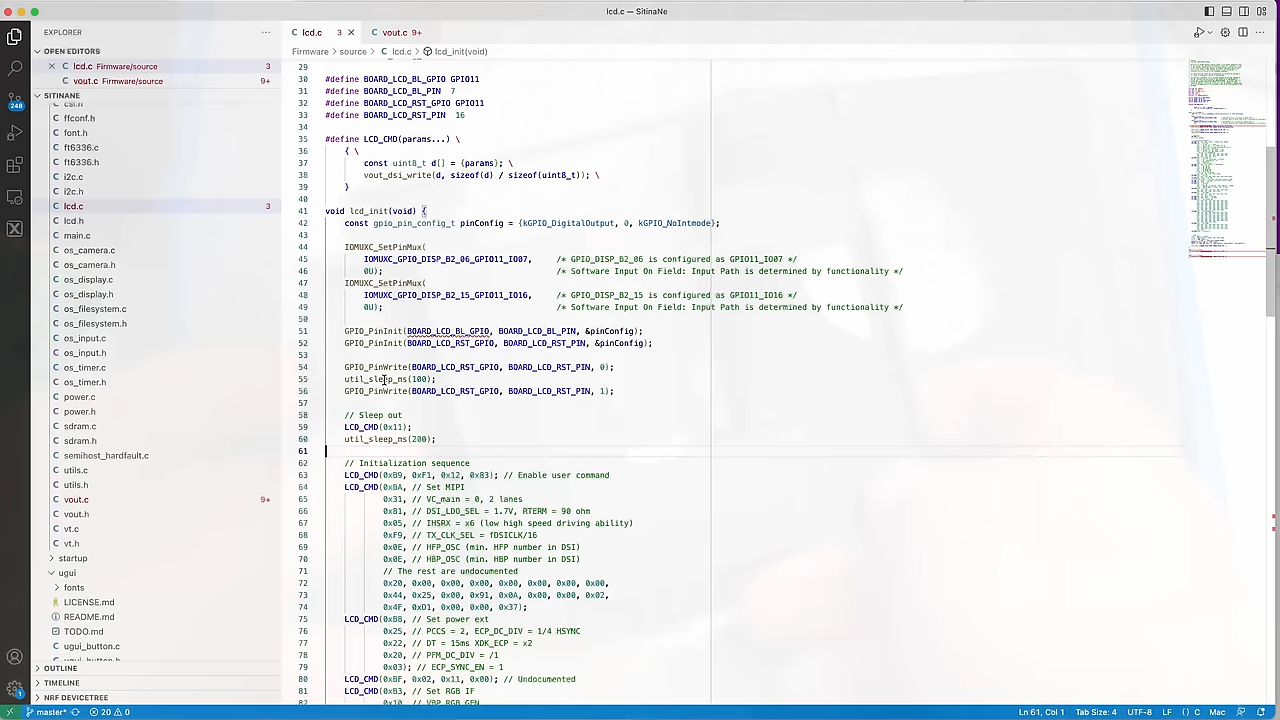 lcd.c — SitinaNe
EXPLORER
OPEN EDITORS
lcd.c Firmware/source 3
vout.c Firmware/source 9+
SITINANE
csi.h
ffconf.h
font.h
ft6336.c
ft6336.h
i2c.c
i2c.h
lcd.c 3
lcd.h
main.c
os_camera.c
os_camera.h
os_display.c
os_display.h
os_filesystem.c
os_filesystem.h
os_input.c
os_input.h
os_timer.c
os_timer.h
power.c
power.h
sdram.c
sdram.h
semihost_hardfault.c
utils.c
utils.h
vout.c 9+
vout.h
vt.c
vt.h
startup
ugui
fonts
LICENSE.md
README.md
TODO.md
ugui_button.c
ugui_button.h
OUTLINE
TIMELINE
NRF DEVICETREE
248
1
lcd.c 3
vout.c 9+
Firmware > source > lcd.c > lcd_init(void)
29
30 #define BOARD_LCD_BL_GPIO GPIO11
31 #define BOARD_LCD_BL_PIN 7
32 #define BOARD_LCD_RST_GPIO GPIO11
33 #define BOARD_LCD_RST_PIN 16
34
35 #define LCD_CMD(params...) \
36 { \
37 const uint8_t d[] = {params}; \
38 vout_dsi_write(d, sizeof(d) / sizeof(uint8_t)); \
39 }
40
41 void lcd_init(void) {
42 const gpio_pin_config_t pinConfig = {kGPIO_DigitalOutput, 0, kGPIO_NoIntmode};
43
44 IOMUXC_SetPinMux(
45 IOMUXC_GPIO_DISP_B2_06_GPIO11_IO07, /* GPIO_DISP_B2_06 is configured as GPIO11_IO07 */
46 0U); /* Software Input On Field: Input Path is determined by functionality */
47 IOMUXC_SetPinMux(
48 IOMUXC_GPIO_DISP_B2_15_GPIO11_IO16, /* GPIO_DISP_B2_15 is configured as GPIO11_IO16 */
49 0U); /* Software Input On Field: Input Path is determined by functionality */
50
51 GPIO_PinInit(BOARD_LCD_BL_GPIO, BOARD_LCD_BL_PIN, &pinConfig);
52 GPIO_PinInit(BOARD_LCD_RST_GPIO, BOARD_LCD_RST_PIN, &pinConfig);
53
54 GPIO_PinWrite(BOARD_LCD_RST_GPIO, BOARD_LCD_RST_PIN, 0);
55 util_sleep_ms(100);
56 GPIO_PinWrite(BOARD_LCD_RST_GPIO, BOARD_LCD_RST_PIN, 1);
57
58 // Sleep out
59 LCD_CMD(0x11);
60 util_sleep_ms(200);
61
62 // Initialization sequence
63 LCD_CMD(0xB9, 0xF1, 0x12, 0x83); // Enable user command
64 LCD_CMD(0xBA, // Set MIPI
65 0x31, // VC_main = 0, 2 lanes
66 0x81, // DSI_LDO_SEL = 1.7V, RTERM = 90 ohm
67 0x05, // IHSRX = x6 (low high speed driving ability)
68 0xF9, // TX_CLK_SEL = fDSICLK/16
69 0x0E, // HFP_OSC (min. HFP number in DSI)
70 0x0E, // HBP_OSC (min. HBP number in DSI)
71 // The rest are undocumented
72 0x20, 0x00, 0x00, 0x00, 0x00, 0x00, 0x00, 0x00,
73 0x44, 0x25, 0x00, 0x91, 0x0A, 0x00, 0x00, 0x02,
74 0x4F, 0xD1, 0x00, 0x00, 0x37);
75 LCD_CMD(0xB8, // Set power ext
76 0x25, // PCCS = 2, ECP_DC_DIV = 1/4 HSYNC
77 0x22, // DT = 15ms XDK_ECP = x2
78 0x20, // PFM_DC_DIV = /1
79 0x03); // ECP_SYNC_EN = 1
80 LCD_CMD(0xBF, 0x02, 0x11, 0x00); // Undocumented
81 LCD_CMD(0xB3, // Set RGB IF
82 0x10, // VBP_RGB_GEN
master* 20 0
Ln 61, Col 1 Tab Size: 4 UTF-8 LF {} C Mac